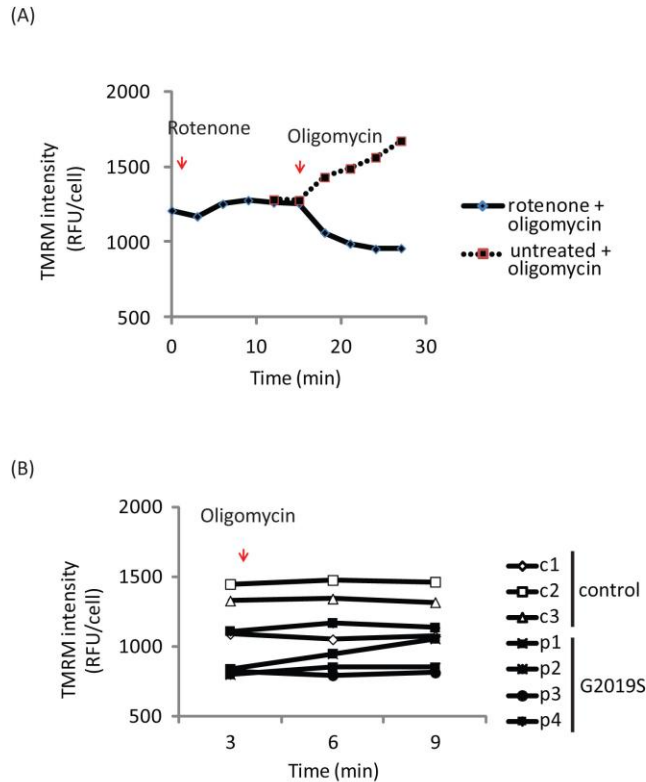 (A)
2000
1500
1000
500
0
10
20
30
TMRM intensity
(RFU/cell)
Time (min)
Rotenone
Oligomycin
rotenone +
oligomycin
untreated +
oligomycin
(B)
2000
1500
1000
500
3
6
9
TMRM intensity
(RFU/cell)
Time (min)
Oligomycin
c1
c2
c3
control
p1
p2
p3
p4
G2019S